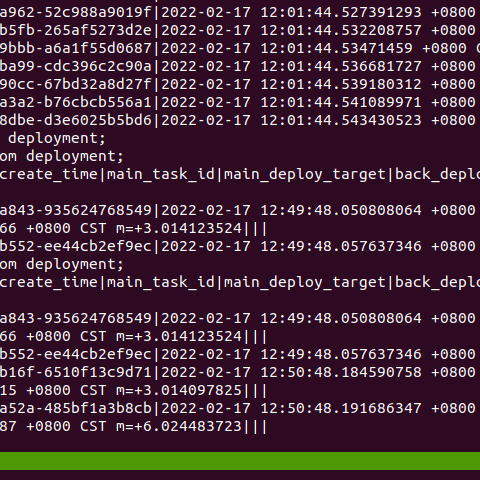 a962-52c988a9019f|2022-02-17 12:01:44.527391293 +0800
b5fb-265af5273d2e|2022-02-17 12:01:44.532208757 +0800
9bbb-a6a1f55d0687|2022-02-17 12:01:44.53471459 +0800 C
ba99-cdc396c2c90a|2022-02-17 12:01:44.536681727 +0800
90cc-67bd32a8d27f|2022-02-17 12:01:44.539180312 +0800
a3a2-b76cbcb556a1|2022-02-17 12:01:44.541089971 +0800
8dbe-d3e6025b5bd6|2022-02-17 12:01:44.543430523 +0800
deployment;
om deployment;
create_time|main_task_id|main_deploy_target|back_deplo
a843-935624768549|2022-02-17 12:49:48.050808064 +0800
66 +0800 CST m=+3.014123524|||
b552-ee44cb2ef9ec|2022-02-17 12:49:48.057637346 +0800
om deployment;
create_time|main_task_id|main_deploy_target|back_deplo
a843-935624768549|2022-02-17 12:49:48.050808064 +0800
66 +0800 CST m=+3.014123524|||
b552-ee44cb2ef9ec|2022-02-17 12:49:48.057637346 +0800
b16f-6510f13c9d71|2022-02-17 12:50:48.184590758 +0800
15 +0800 CST m=+3.014097825|||
a52a-485bf1a3b8cb|2022-02-17 12:50:48.191686347 +0800
87 +0800 CST m=+6.024483723|||